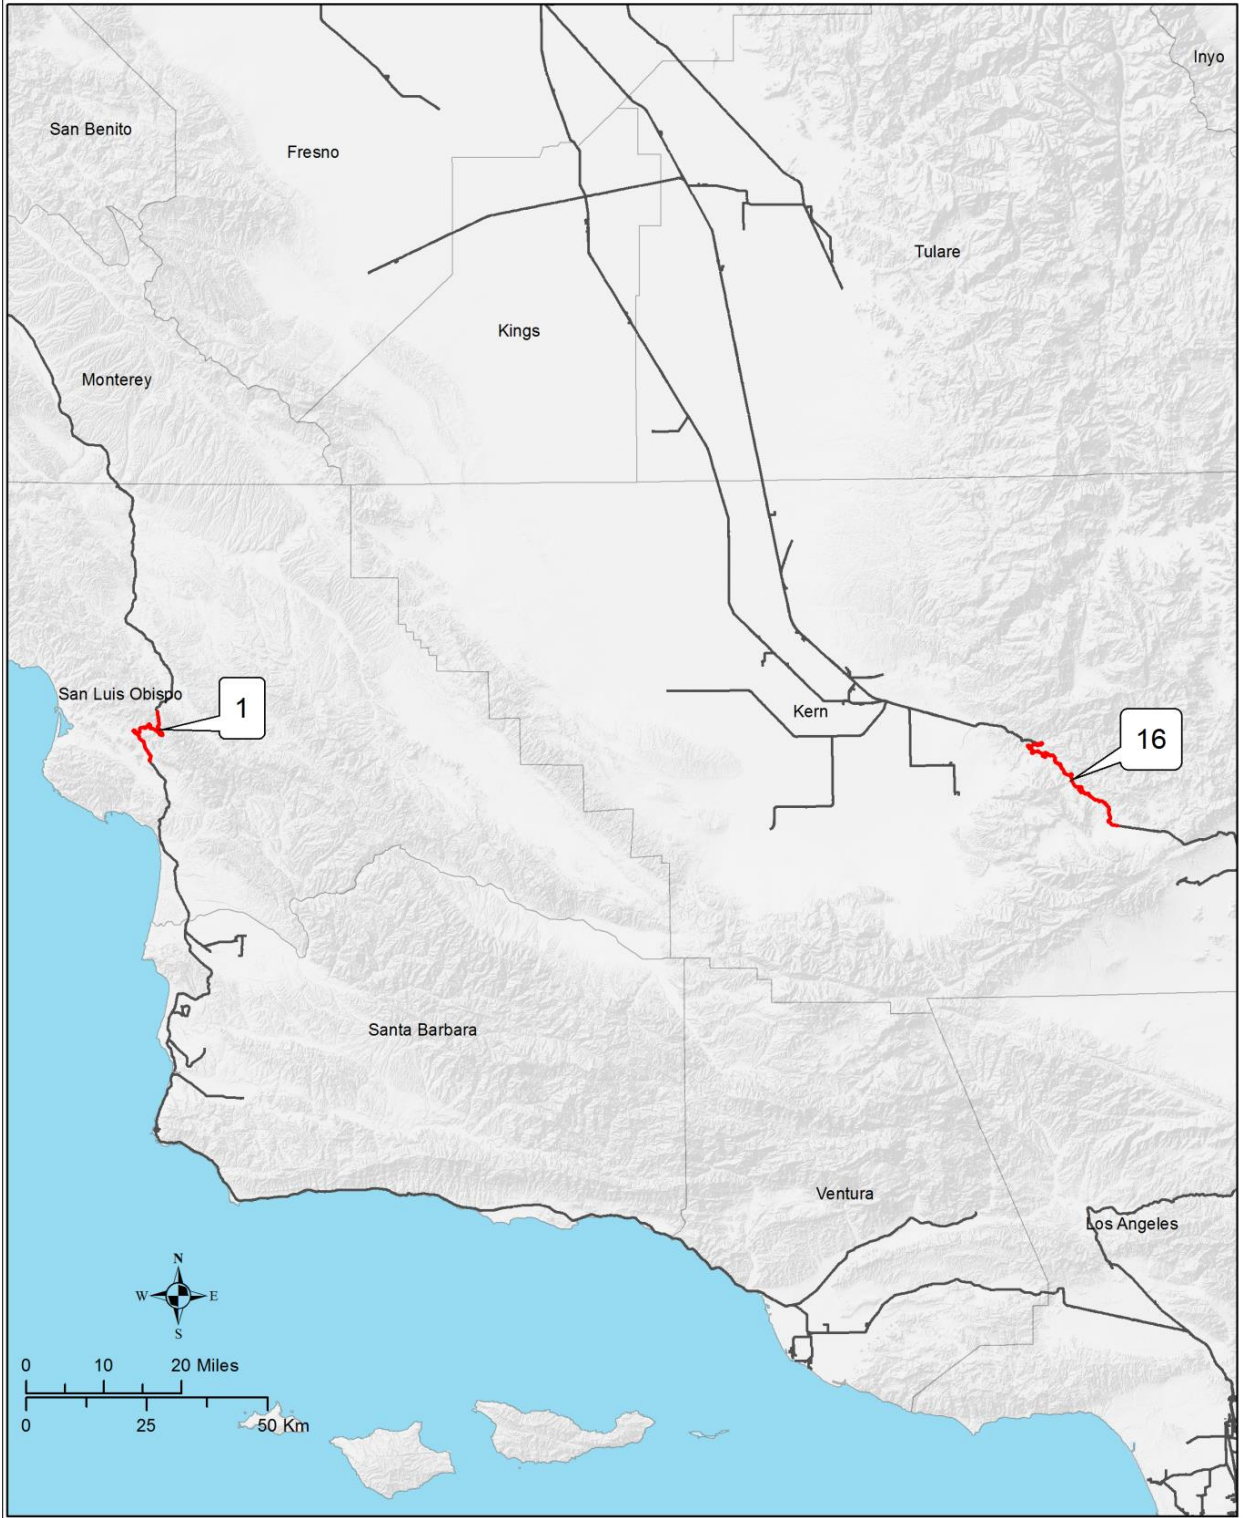 Inyo
San Benito
Fresno
Tulare
Kings
Monterey
San Luis Obispo
1
Kern
16
Santa Barbara
Ventura
Los Angeles
N
W E
S
0 10 20 Miles
0 25 50 Km